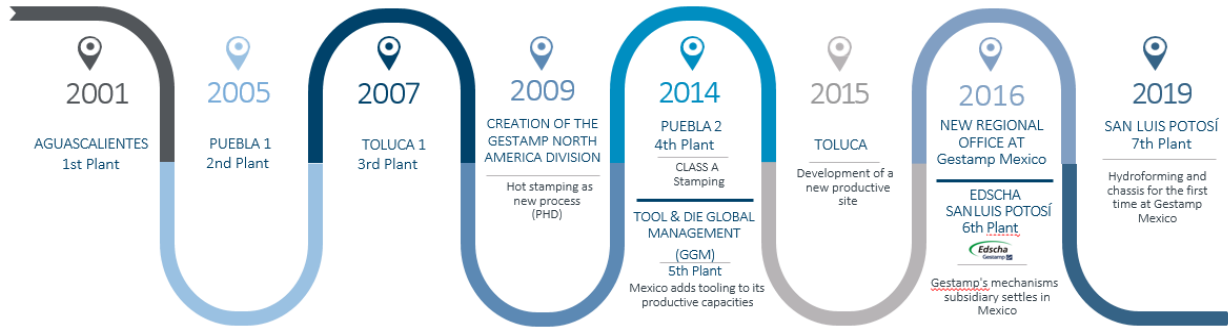 2001
AGUASCALIENTES
1st Plant
2005
PUEBLA 1
2nd Plant
2007
TOLUCA 1
3rd Plant
2009
CREATION OF THE
GESTAMP NORTH
AMERICA DIVISION
Hot stamping as
new process
(PHD)
2014
PUEBLA 2
4th Plant
CLASS A
Stamping
TOOL & DIE GLOBAL
MANAGEMENT
(GGM)
5th Plant
Mexico adds tooling to its
productive capacities
2015
TOLUCA
Development of a
new productive
site
2016
NEW REGIONAL
OFFICE AT
Gestamp Mexico
EDSCHA
SAN LUIS POTOSÍ
6th Plant
Edscha
Gestamp
Gestamp's mechanisms
subsidiary settles in
Mexico
2019
SAN LUIS POTOSÍ
7th Plant
Hydroforming and
chassis for the first
time at Gestamp
Mexico